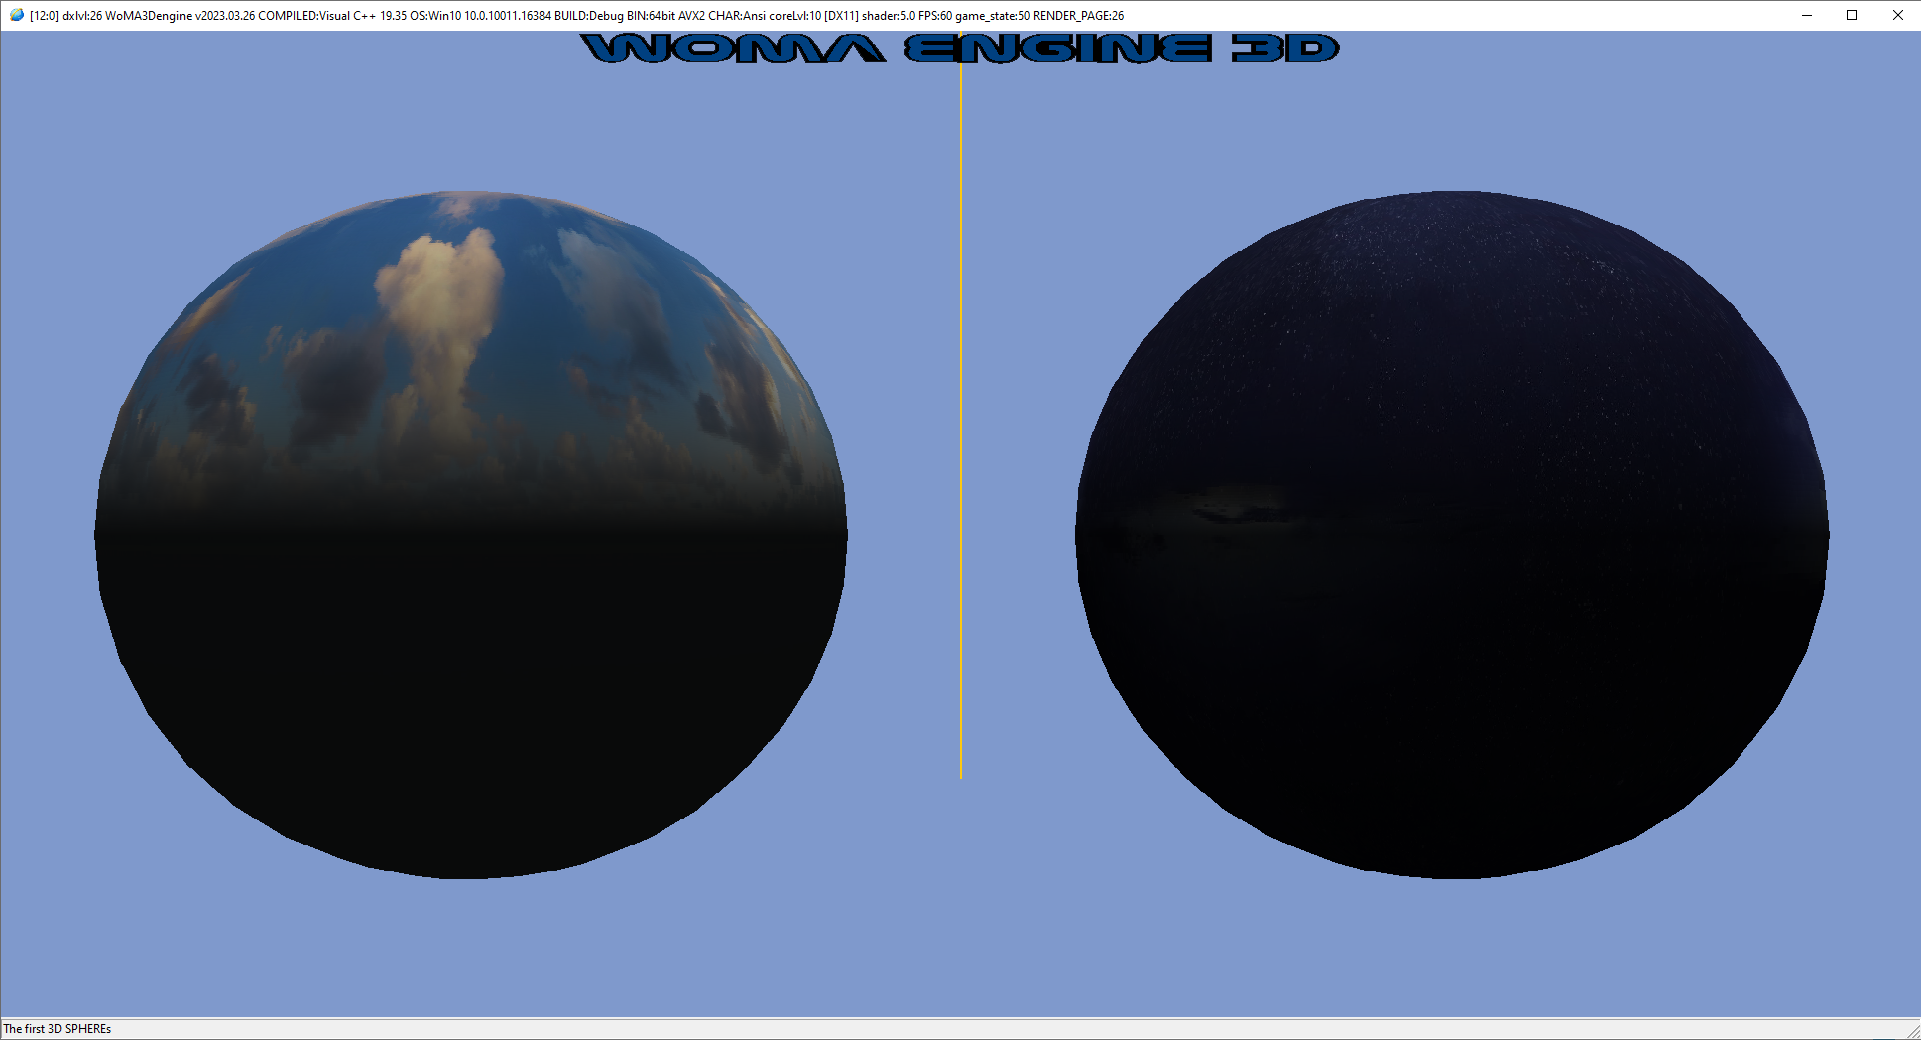 [12:0] dxlvl:26 WoMA3Dengine v2023.03.26 COMPILED:Visual C++ 19.35 OS:Win10 10.0.10011.16384 BUILD:Debug BIN:64bit AVX2 CHAR:Ansi coreLvl:10 [DX11] shader:5.0 FPS:60 game_state:50 RENDER_PAGE:26
WOMA ENGINE 3D
The first 3D SPHEREs